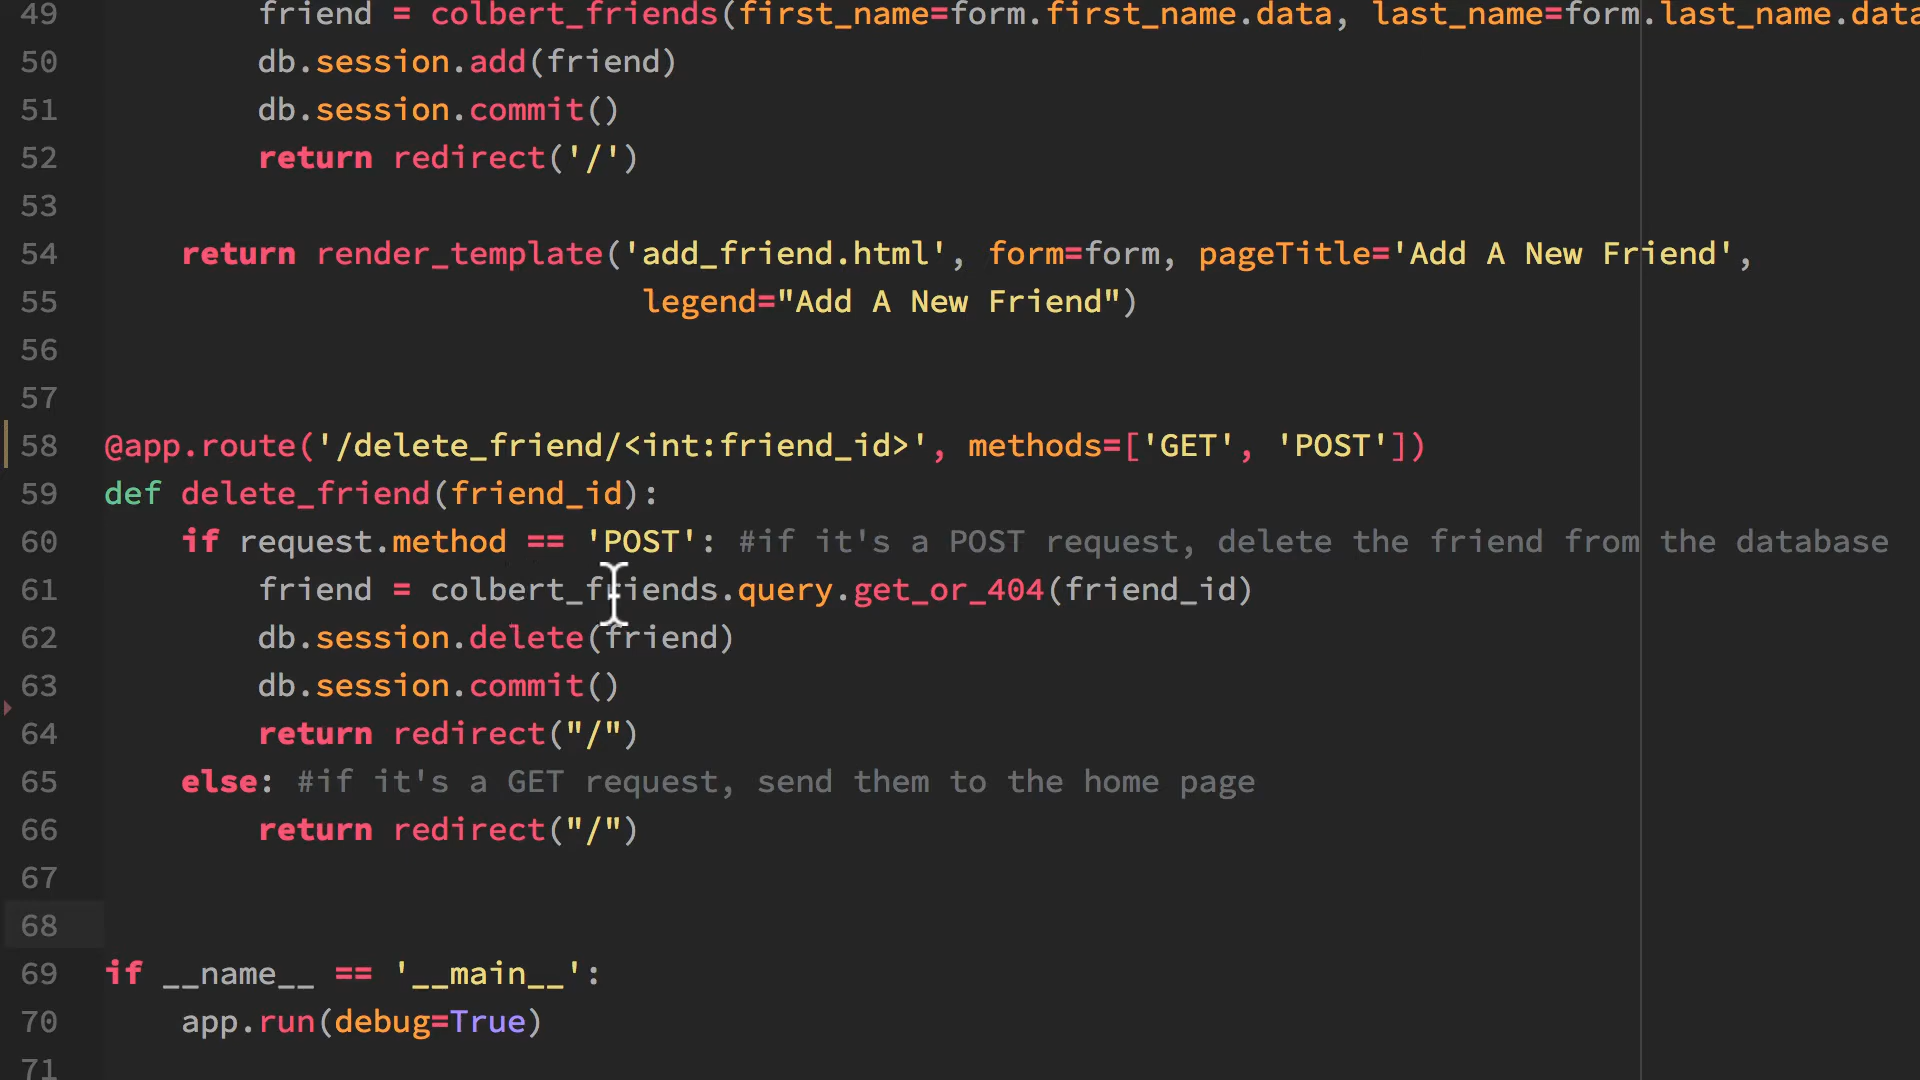 49 friend = colbert_friends(first_name=form.first_name.data, last_name=form.last_name.data
50 db.session.add(friend)
51 db.session.commit()
52 return redirect('/')
53
54 return render_template('add_friend.html', form=form, pageTitle='Add A New Friend',
55 legend="Add A New Friend")
56
57
58 @app.route('/delete_friend/<int:friend_id>', methods=['GET', 'POST'])
59 def delete_friend(friend_id):
60 if request.method == 'POST': #if it's a POST request, delete the friend from the database
61 friend = colbert_friends.query.get_or_404(friend_id)
62 db.session.delete(friend)
63 db.session.commit()
64 return redirect("/")
65 else: #if it's a GET request, send them to the home page
66 return redirect("/")
67
68
69 if __name__ == '__main__':
70 app.run(debug=True)
71